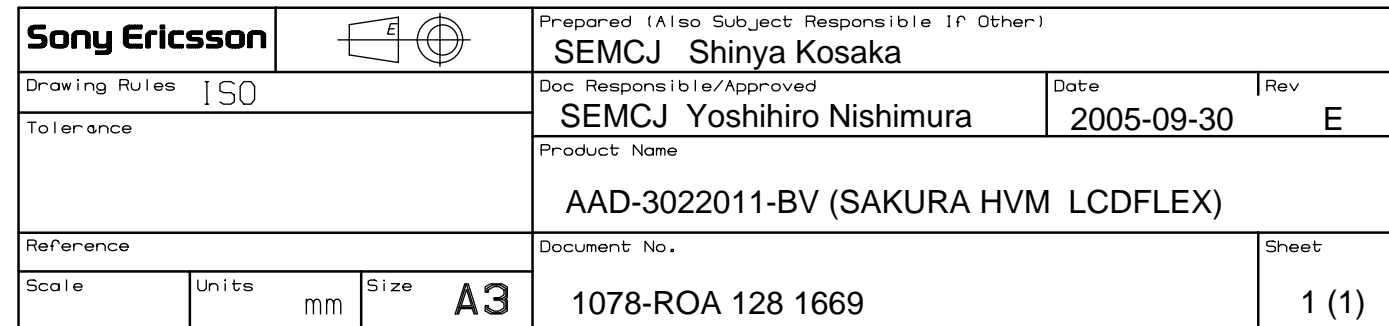 Sony Ericsson
E
Prepared (Also Subject Responsible If Other)
SEMCJ Shinya Kosaka
Drawing Rules ISO
Doc Responsible/Approved
SEMCJ Yoshihiro Nishimura
Date
2005-09-30
Rev
E
Tolerance
Product Name
AAD-3022011-BV (SAKURA HVM LCDFLEX)
Reference
Document No.
1078-ROA 128 1669
Sheet
1 (1)
Scale
Units
mm
Size
A3